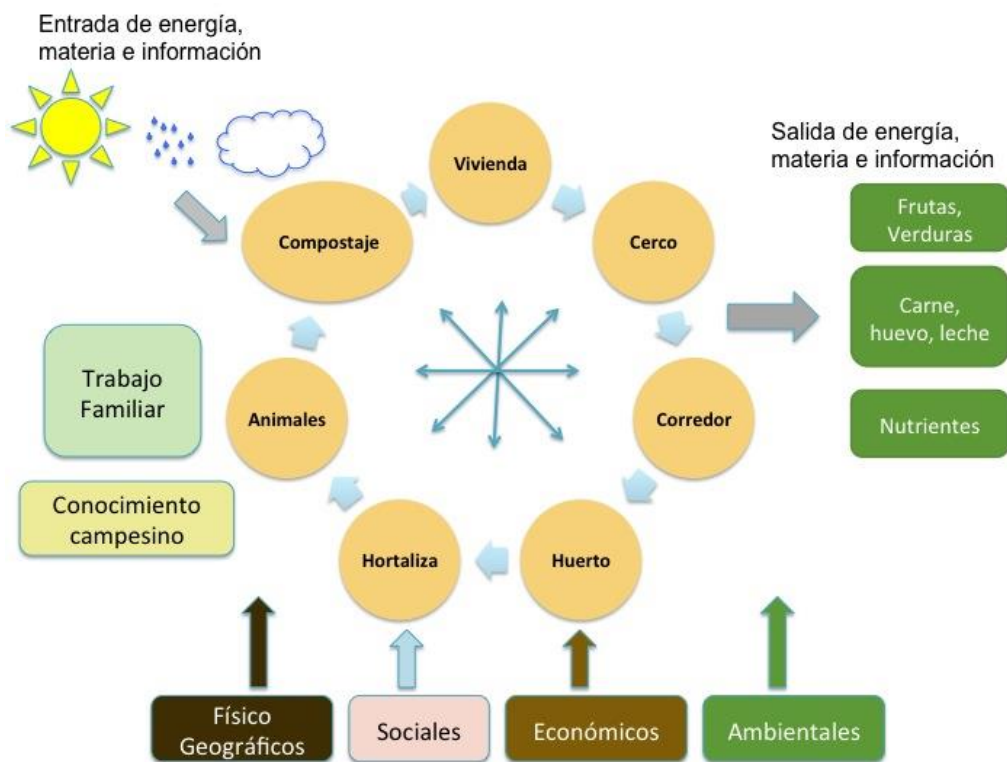 Entrada de energía,
materia e información
Salida de energía,
materia e información
Vivienda
Compostaje
Cerco
Frutas,
Verduras
Carne,
huevo, leche
Trabajo
Familiar
Animales
Corredor
Nutrientes
Conocimiento
campesino
Hortaliza
Huerto
Físico
Geográficos
Sociales
Económicos
Ambientales